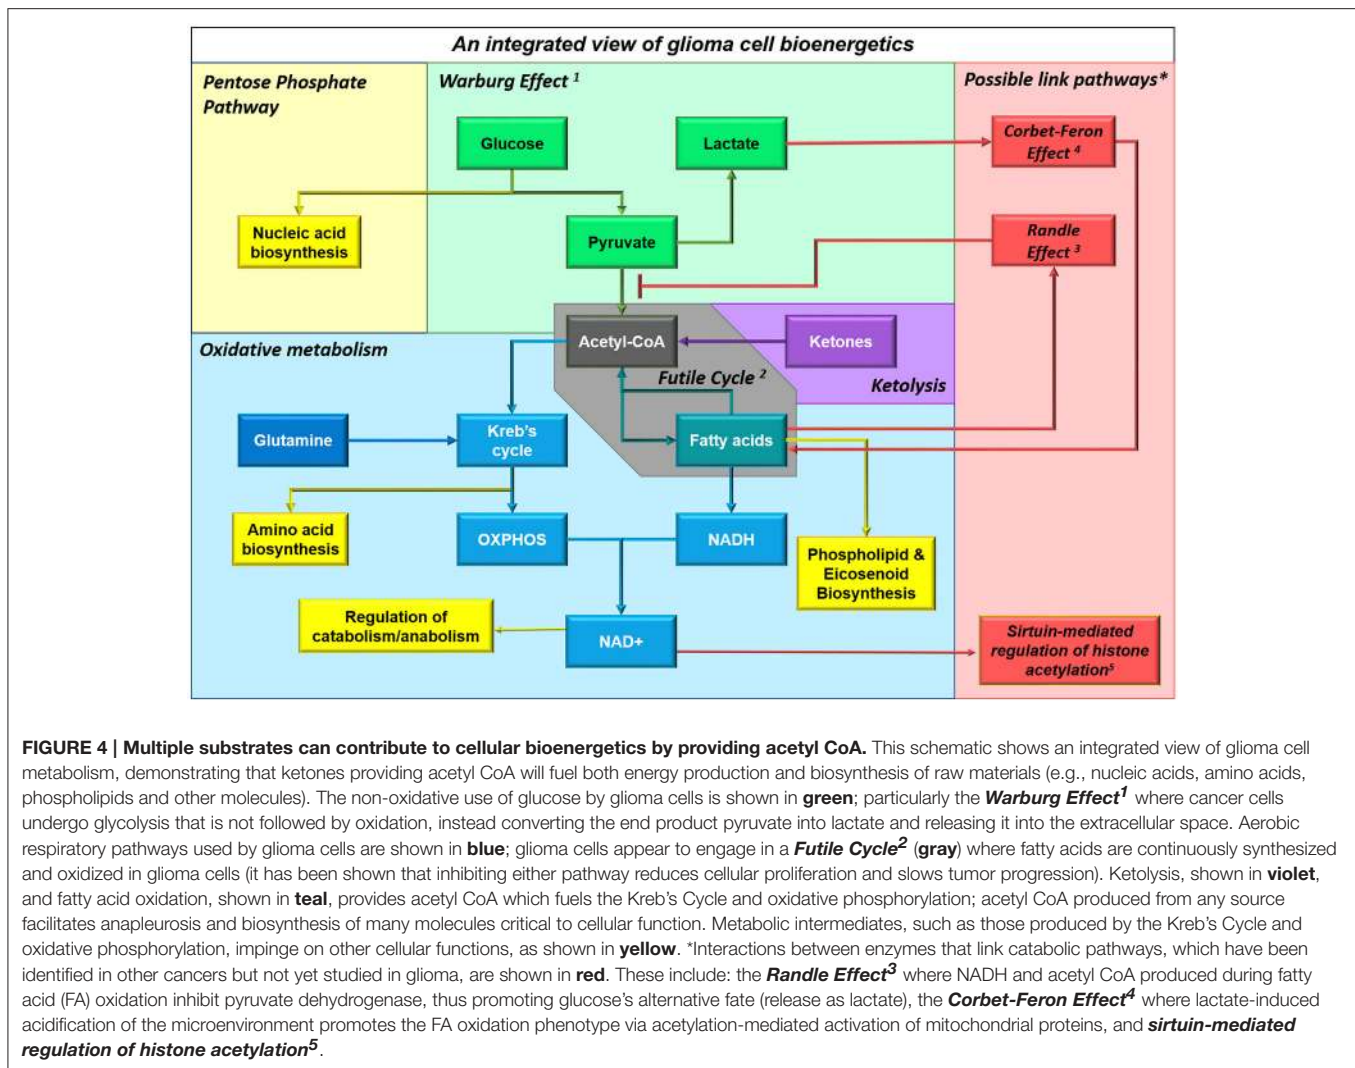 An integrated view of glioma cell bioenergetics
Pentose Phosphate
Pathway
Warburg Effect 1
Possible link pathways*
Glucose
Lactate
Corbet-Feron
Effect 4
Nucleic acid
biosynthesis
Pyruvate
Randle
Effect 3
Oxidative metabolism
Acetyl-CoA
Ketones
Futile Cycle 2
Ketolysis
Glutamine
Kreb's
cycle
Fatty acids
Amino acid
biosynthesis
OXPHOS
NADH
Phospholipid &
Eicosenoid
Biosynthesis
Regulation of
catabolism/anabolism
NAD+
Sirtuin-mediated
regulation of histone
acetylation5
FIGURE 4 | Multiple substrates can contribute to cellular bioenergetics by providing acetyl CoA. This schematic shows an integrated view of glioma cell
metabolism, demonstrating that ketones providing acetyl CoA will fuel both energy production and biosynthesis of raw materials (e.g., nucleic acids, amino acids,
phospholipids and other molecules). The non-oxidative use of glucose by glioma cells is shown in green; particularly the Warburg Effect1 where cancer cells
undergo glycolysis that is not followed by oxidation, instead converting the end product pyruvate into lactate and releasing it into the extracellular space. Aerobic
respiratory pathways used by glioma cells are shown in blue; glioma cells appear to engage in a Futile Cycle2 (gray) where fatty acids are continuously synthesized
and oxidized in glioma cells (it has been shown that inhibiting either pathway reduces cellular proliferation and slows tumor progression). Ketolysis, shown in violet,
and fatty acid oxidation, shown in teal, provides acetyl CoA which fuels the Kreb's Cycle and oxidative phosphorylation; acetyl CoA produced from any source
facilitates anapleurosis and biosynthesis of many molecules critical to cellular function. Metabolic intermediates, such as those produced by the Kreb's Cycle and
oxidative phosphorylation, impinge on other cellular functions, as shown in yellow. *Interactions between enzymes that link catabolic pathways, which have been
identified in other cancers but not yet studied in glioma, are shown in red. These include: the Randle Effect3 where NADH and acetyl CoA produced during fatty
acid (FA) oxidation inhibit pyruvate dehydrogenase, thus promoting glucose's alternative fate (release as lactate), the Corbet-Feron Effect4 where lactate-induced
acidification of the microenvironment promotes the FA oxidation phenotype via acetylation-mediated activation of mitochondrial proteins, and sirtuin-mediated
regulation of histone acetylation5.